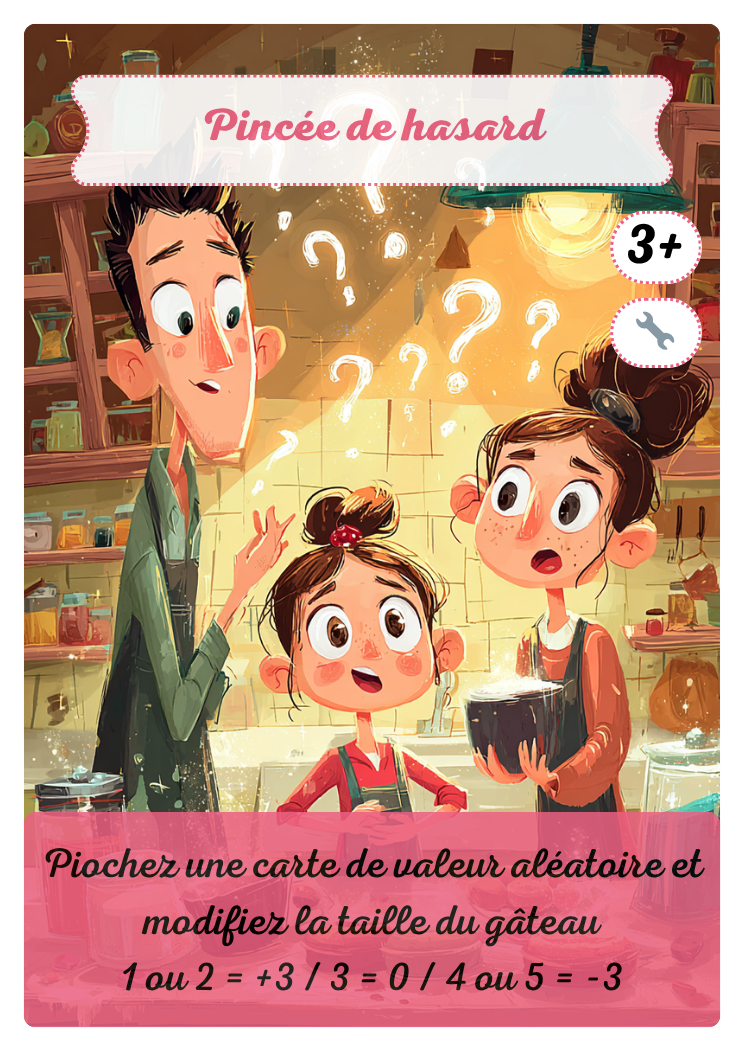 Pincée de hasard
3+
Piochez une carte de valeur aléatoire et
modifiez la taille du gâteau
1 ou 2 = +3 / 3 = 0 / 4 ou 5 = -3